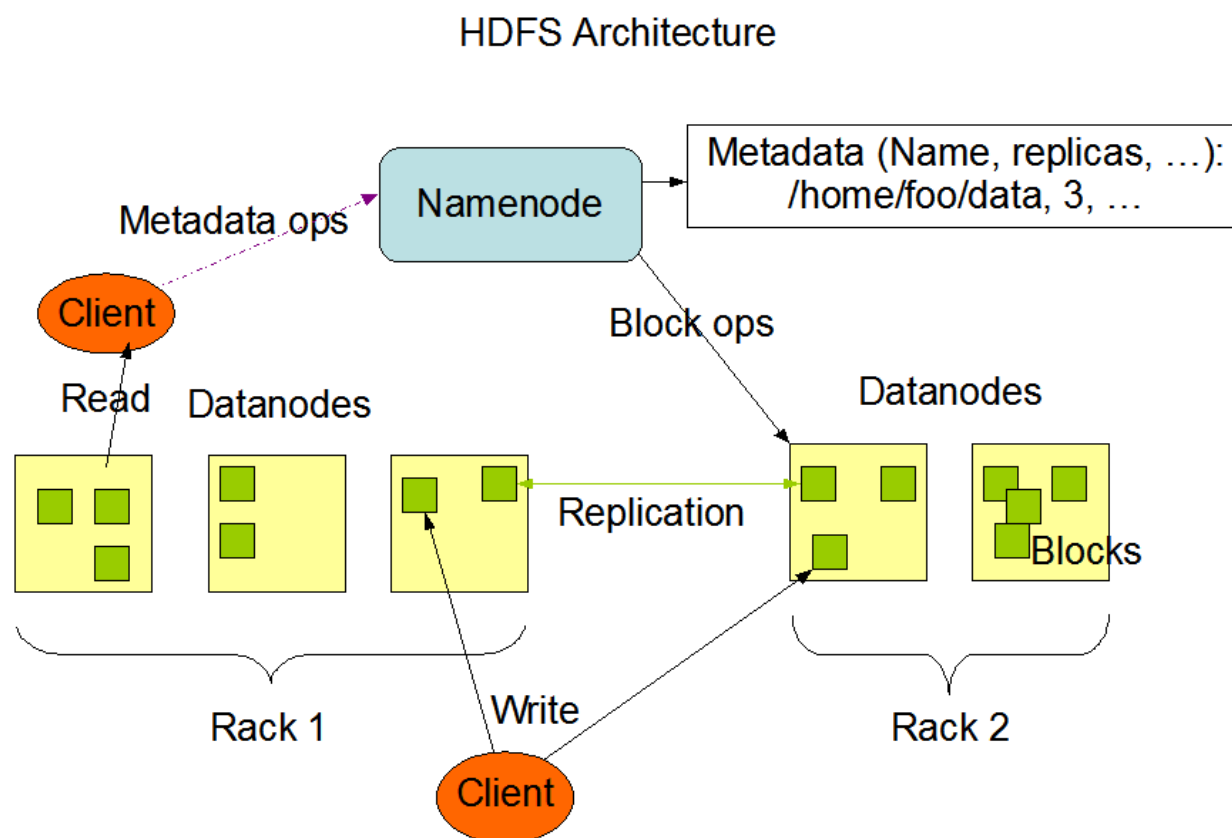 HDFS Architecture
Metadata (Name, replicas, …):
/home/foo/data, 3, …
Namenode
Metadata ops
Client
Block ops
Read
Datanodes
Datanodes
Replication
Blocks
Rack 1
Write
Rack 2
Client